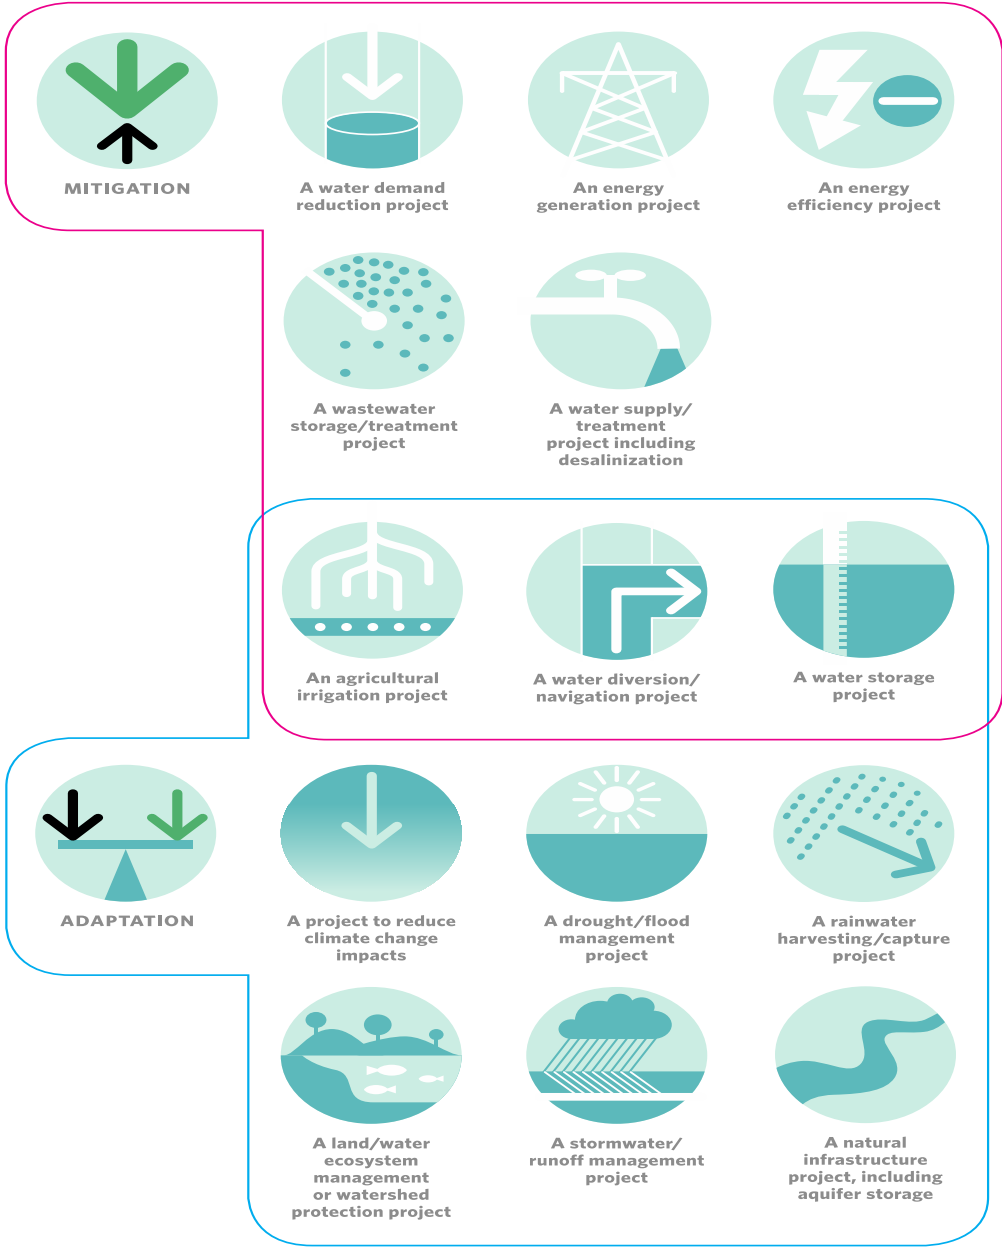 MITIGATION
A water demand
reduction project
An energy
generation project
An energy
efficiency project
A wastewater
storage/treatment
project
A water supply/
treatment
project including
desalinization
An agricultural
irrigation project
A water diversion/
navigation project
A water storage
project
ADAPTATION
A project to reduce
climate change
impacts
A drought/flood
management
project
A rainwater
harvesting/capture
project
A land/water
ecosystem
management
or watershed
protection project
A stormwater/
runoff management
project
A natural
infrastructure
project, including
aquifer storage